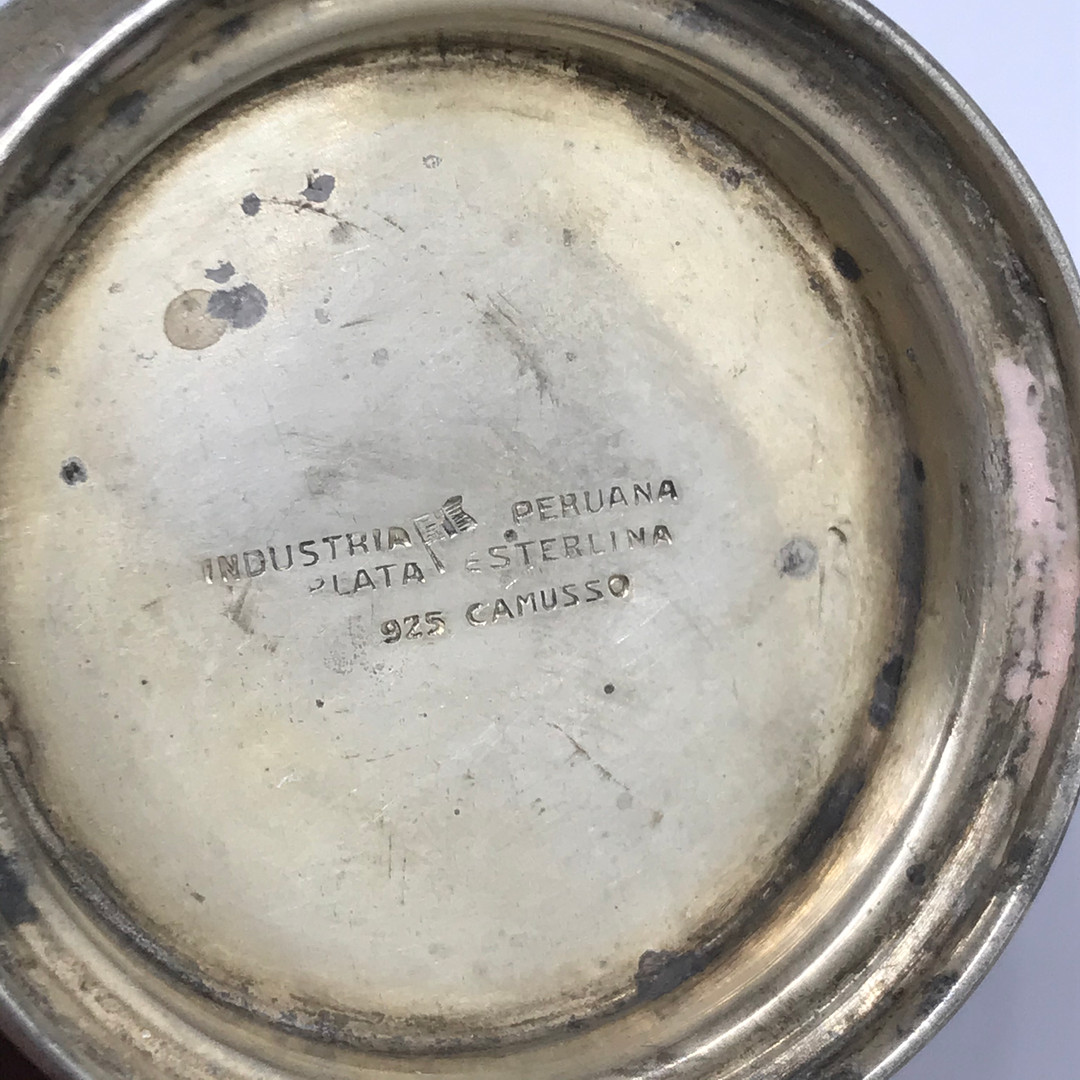 INDUSTRIA PERUANA
PLATA ESTERLINA
925 CAMUSSO